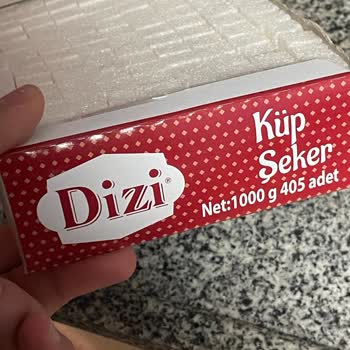 Dizi®
Küp
Şeker
Net:1000 g 405 adet